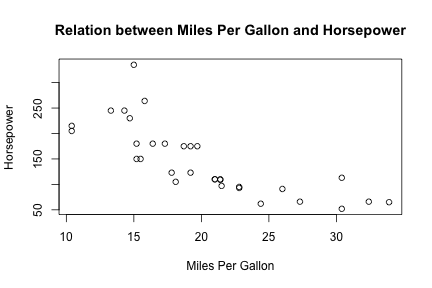 Relation between Miles Per Gallon and Horsepower
Horsepower
250
150
50
10 15 20 25 30
Miles Per Gallon